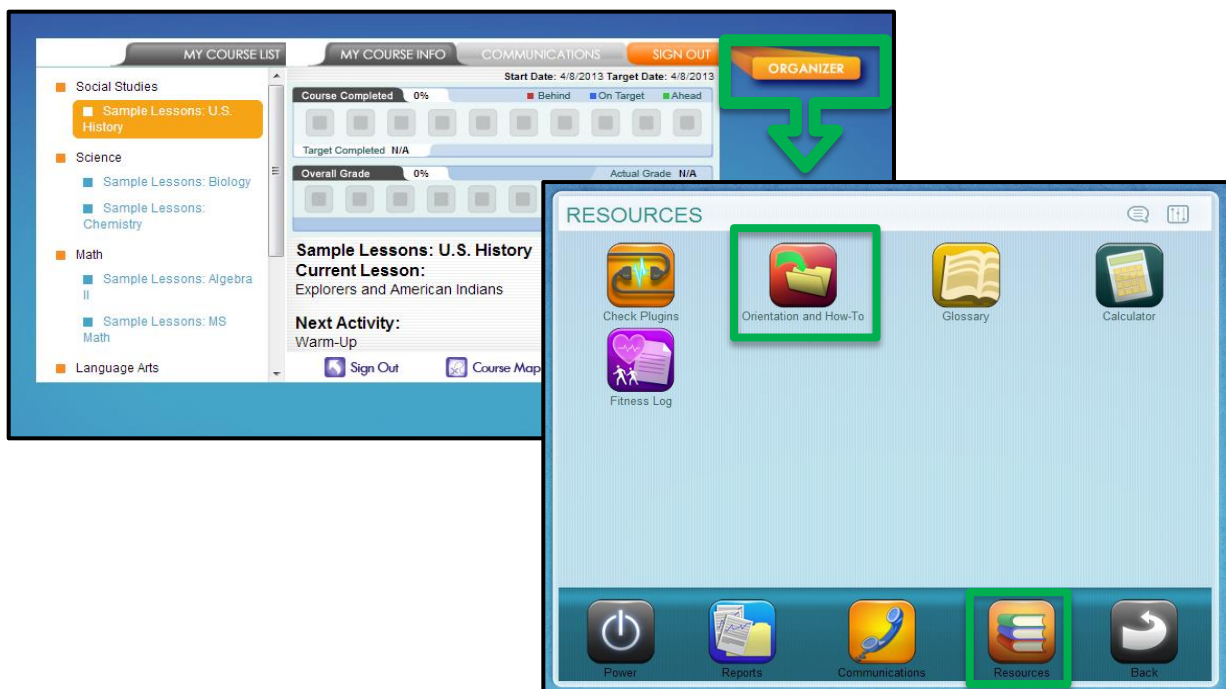 MY COURSE LIST
MY COURSE INFO
COMMUNICATIONS
SIGN OUT
ORGANIZER
Social Studies
Sample Lessons: U.S.
History
Science
Sample Lessons: Biology
Sample Lessons:
Chemistry
Math
Sample Lessons: Algebra
II
Sample Lessons: MS
Math
Language Arts
Start Date: 4/8/2013 Target Date: 4/8/2013
Course Completed 0% Behind On Target Ahead
Target Completed N/A
Overall Grade 0% Actual Grade N/A
Sample Lessons: U.S. History
Current Lesson:
Explorers and American Indians
Next Activity:
Warm-Up
Sign Out
Course Map
RESOURCES
Check Plugins
Orientation and How-To
Glossary
Calculator
Fitness Log
Power
Reports
Communications
Resources
Back